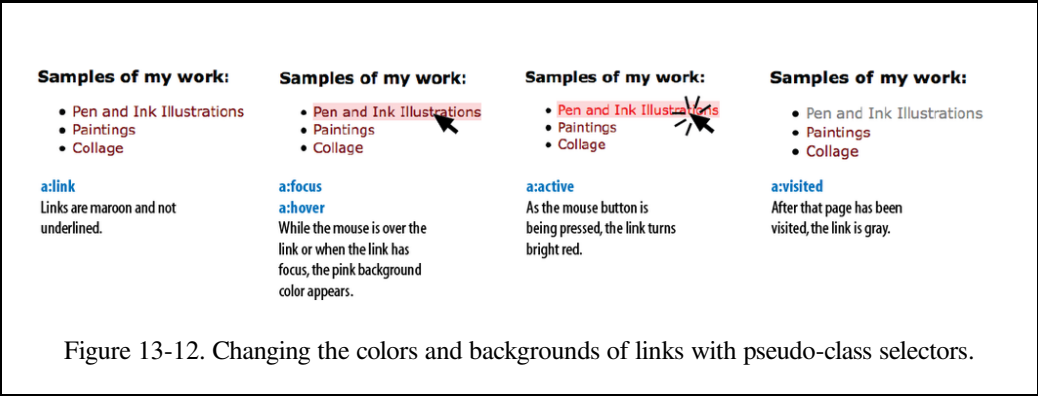 Samples of my work:
• Pen and Ink Illustrations
• Paintings
• Collage
a:link
Links are maroon and not
underlined.
Samples of my work:
• Pen and Ink Illustrations
• Paintings
• Collage
a:focus
a:hover
While the mouse is over the
link or when the link has
focus, the pink background
color appears.
Samples of my work:
• Pen and Ink Illustrations
• Paintings
• Collage
a:active
As the mouse button is
being pressed, the link turns
bright red.
Samples of my work:
• Pen and Ink Illustrations
• Paintings
• Collage
a:visited
After that page has been
visited, the link is gray.
Figure 13-12. Changing the colors and backgrounds of links with pseudo-class selectors.